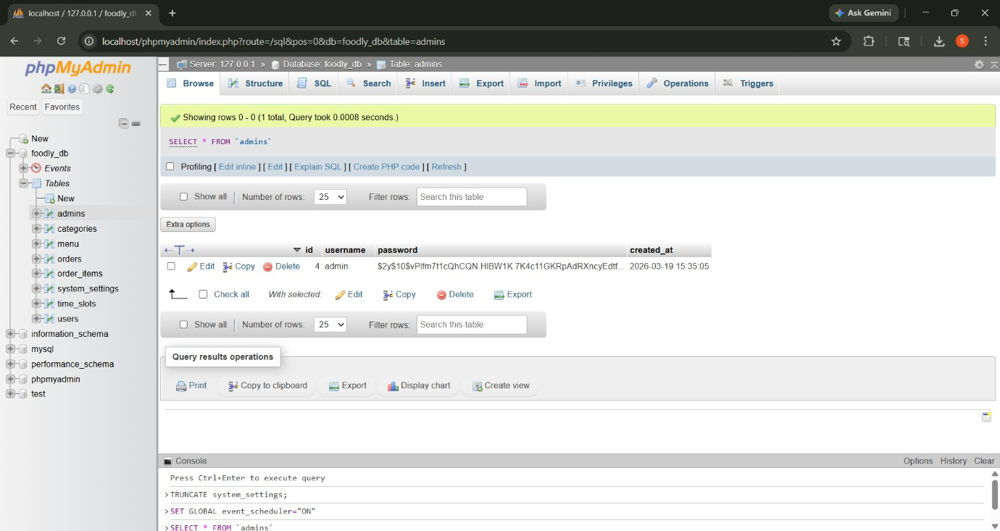 localhost / 127.0.0.1 / foodly_d
Ask Gemini
localhost/phpmyadmin/index.php?route=/sql&pos=0&db=foodly_db&table=admins
S
phpMyAdmin
Recent Favorites
New
foodly_db
Events
Tables
New
admins
categories
menu
orders
order_items
system_settings
time_slots
users
information_schema
mysql
performance_schema
phpmyadmin
test
Server: 127.0.0.1 » Database: foodly_db » Table: admins
Browse Structure SQL Search Insert Export Import Privileges Operations Triggers
Showing rows 0 - 0 (1 total, Query took 0.0008 seconds.)
SELECT * FROM `admins`
Profiling [ Edit inline ] [ Edit ] [ Explain SQL ] [ Create PHP code ] [ Refresh ]
Show all Number of rows: 25 Filter rows: Search this table
Extra options
id username password created_at
Edit Copy Delete 4 admin 2026-03-19 15:35:05
Check all With selected: Edit Copy Delete Export
Show all Number of rows: 25 Filter rows: Search this table
Query results operations
Print Copy to clipboard Export Display chart Create view
Console Options History Clear
Press Ctrl+Enter to execute query
>TRUNCATE system_settings;
>SET GLOBAL event_scheduler="ON"
>SELECT * FROM `admins`